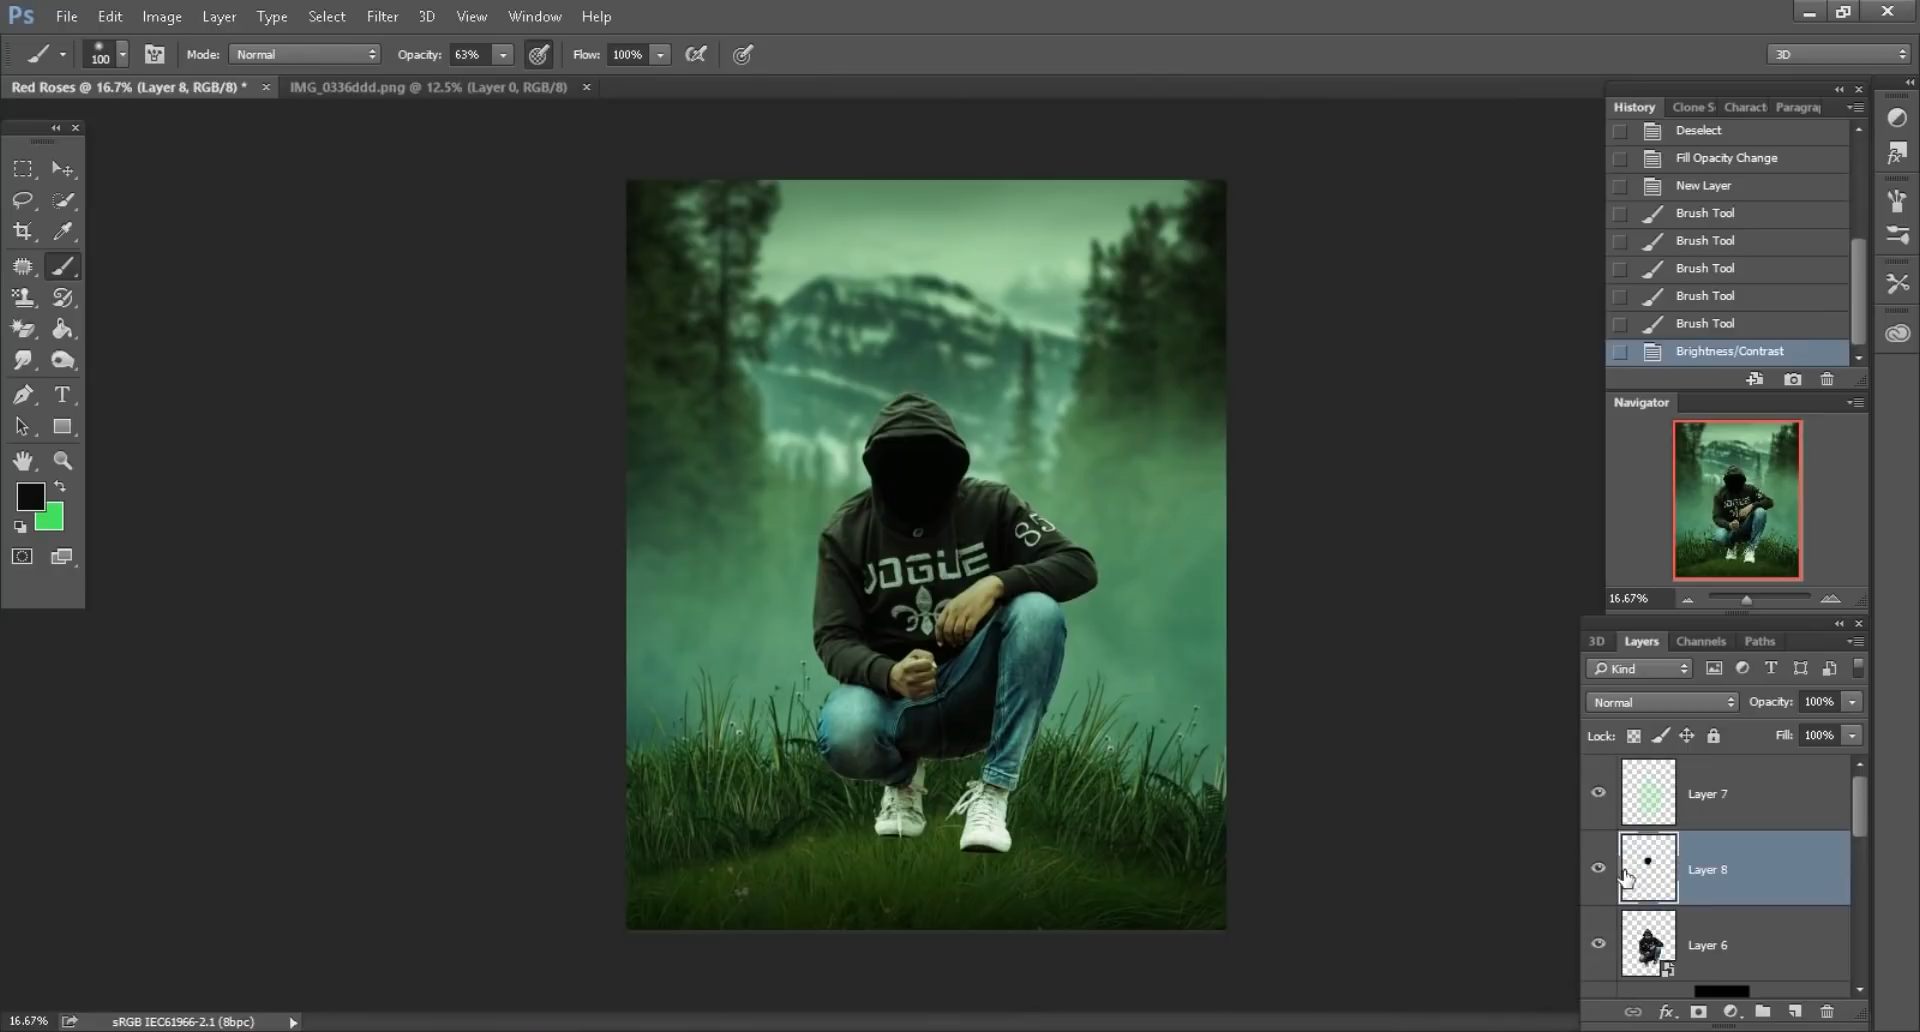 Ps File Edit Image Layer Type Select Filter 3D View Window Help
100 Mode: Normal Opacity: 63% Flow: 100% 3D
Red Roses @ 16.7% (Layer 8, RGB/8) * × IMG_0336ddd.png @ 12.5% (Layer 0, RGB/8) ×
History Clone S Charact Paragra
Deselect
Fill Opacity Change
New Layer
Brush Tool
Brush Tool
Brush Tool
Brush Tool
Brush Tool
Brightness/Contrast
Navigator
85
JOGUE
16.67%
3D Layers Channels Paths
Kind
Normal Opacity: 100%
Lock: Fill: 100%
Layer 7
Layer 8
Layer 6
fx
16.67% sRGB IEC61966-2.1 (8bpc)